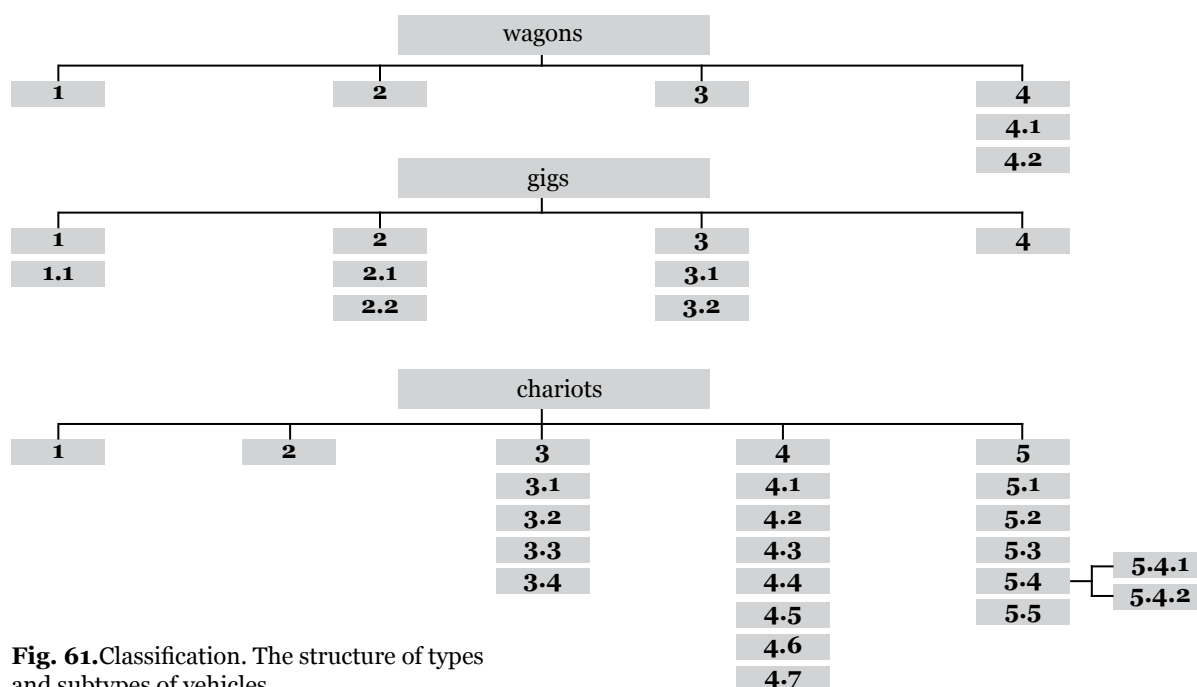 wagons
1 2 3 4
4.1
4.2
gigs
1 2 3 4
1.1 2.1 3.1
2.2 3.2
chariots
1 2 3 4 5
3.1 4.1 5.1
3.2 4.2 5.2
3.3 4.3 5.3
5.4.1
3.4 4.4 5.4
5.4.2
4.5 5.5
4.6
4.7
Fig. 61.Classification. The structure of types
and subtypes of vehicles